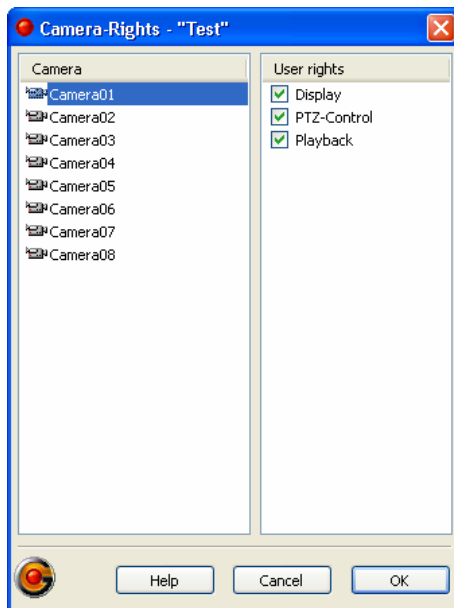 Camera-Rights - "Test"
Camera
Camera01
Camera02
Camera03
Camera04
Camera05
Camera06
Camera07
Camera08
User rights
Display
PTZ-Control
Playback
Help
Cancel
OK